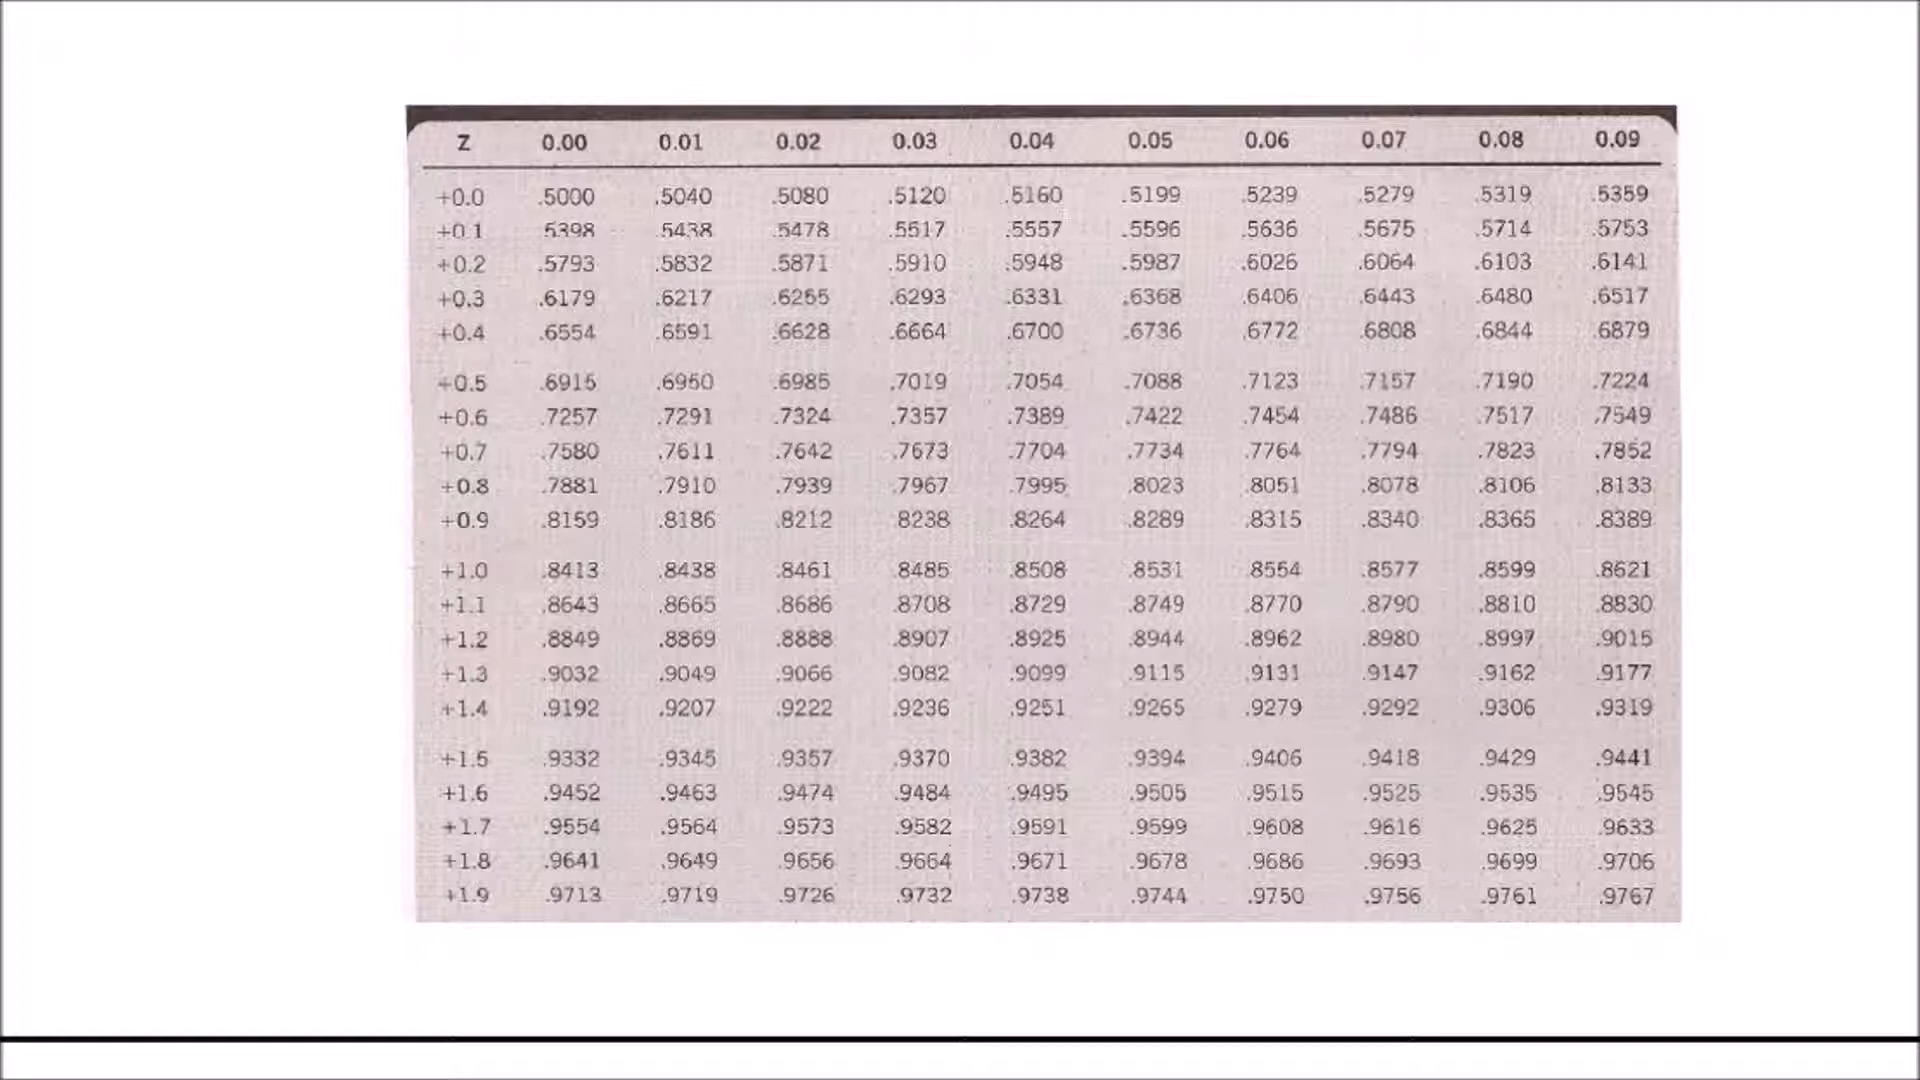 Z 0.00 0.01 0.02 0.03 0.04 0.05 0.06 0.07 0.08 0.09
+0.0 .5000 .5040 .5080 .5120 .5160 .5199 .5239 .5279 .5319 .5359
+0.1 .5398 .5438 .5478 .5517 .5557 .5596 .5636 .5675 .5714 .5753
+0.2 .5793 .5832 .5871 .5910 .5948 .5987 .6026 .6064 .6103 .6141
+0.3 .6179 .6217 .6255 .6293 .6331 .6368 .6406 .6443 .6480 .6517
+0.4 .6554 .6591 .6628 .6664 .6700 .6736 .6772 .6808 .6844 .6879
+0.5 .6915 .6950 .6985 .7019 .7054 .7088 .7123 .7157 .7190 .7224
+0.6 .7257 .7291 .7324 .7357 .7389 .7422 .7454 .7486 .7517 .7549
+0.7 .7580 .7611 .7642 .7673 .7704 .7734 .7764 .7794 .7823 .7852
+0.8 .7881 .7910 .7939 .7967 .7995 .8023 .8051 .8078 .8106 .8133
+0.9 .8159 .8186 .8212 .8238 .8264 .8289 .8315 .8340 .8365 .8389
+1.0 .8413 .8438 .8461 .8485 .8508 .8531 .8554 .8577 .8599 .8621
+1.1 .8643 .8665 .8686 .8708 .8729 .8749 .8770 .8790 .8810 .8830
+1.2 .8849 .8869 .8888 .8907 .8925 .8944 .8962 .8980 .8997 .9015
+1.3 .9032 .9049 .9066 .9082 .9099 .9115 .9131 .9147 .9162 .9177
+1.4 .9192 .9207 .9222 .9236 .9251 .9265 .9279 .9292 .9306 .9319
+1.5 .9332 .9345 .9357 .9370 .9382 .9394 .9406 .9418 .9429 .9441
+1.6 .9452 .9463 .9474 .9484 .9495 .9505 .9515 .9525 .9535 .9545
+1.7 .9554 .9564 .9573 .9582 .9591 .9599 .9608 .9616 .9625 .9633
+1.8 .9641 .9649 .9656 .9664 .9671 .9678 .9686 .9693 .9699 .9706
+1.9 .9713 .9719 .9726 .9732 .9738 .9744 .9750 .9756 .9761 .9767